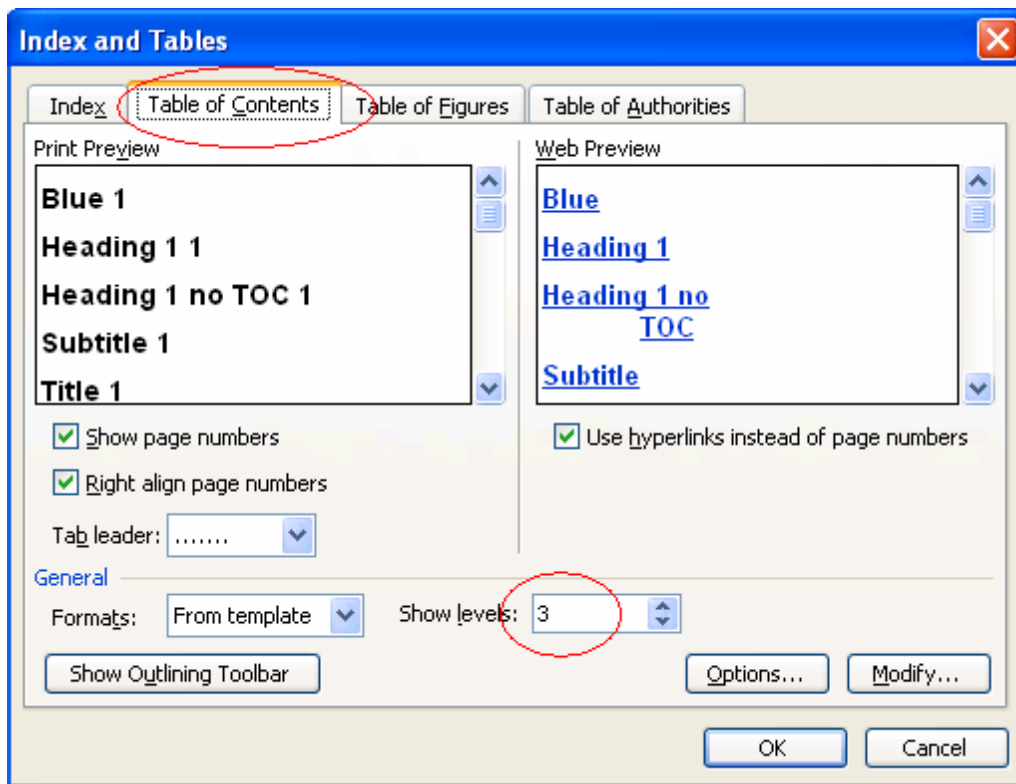 Index and Tables
Index Table of Contents Table of Figures Table of Authorities
Print Preview
Blue 1
Heading 1 1
Heading 1 no TOC 1
Subtitle 1
Title 1
Web Preview
Blue
Heading 1
Heading 1 no
TOC
Subtitle
Show page numbers
Right align page numbers
Tab leader: .......
Use hyperlinks instead of page numbers
General
Formats: From template Show levels: 3
Show Outlining Toolbar Options... Modify...
OK Cancel